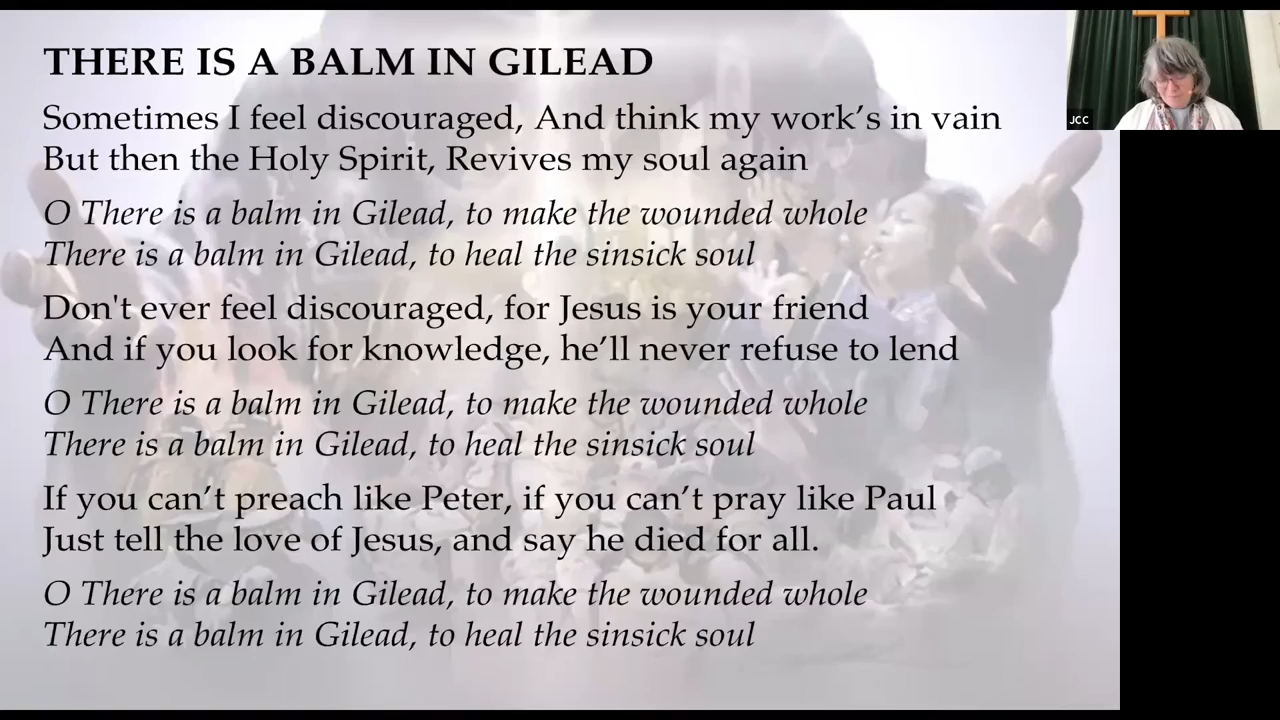 THERE IS A BALM IN GILEAD
Sometimes I feel discouraged, And think my work’s in vain
But then the Holy Spirit, Revives my soul again
O There is a balm in Gilead, to make the wounded whole
There is a balm in Gilead, to heal the sinsick soul
Don't ever feel discouraged, for Jesus is your friend
And if you look for knowledge, he’ll never refuse to lend
O There is a balm in Gilead, to make the wounded whole
There is a balm in Gilead, to heal the sinsick soul
If you can’t preach like Peter, if you can’t pray like Paul
Just tell the love of Jesus, and say he died for all.
O There is a balm in Gilead, to make the wounded whole
There is a balm in Gilead, to heal the sinsick soul
JCC